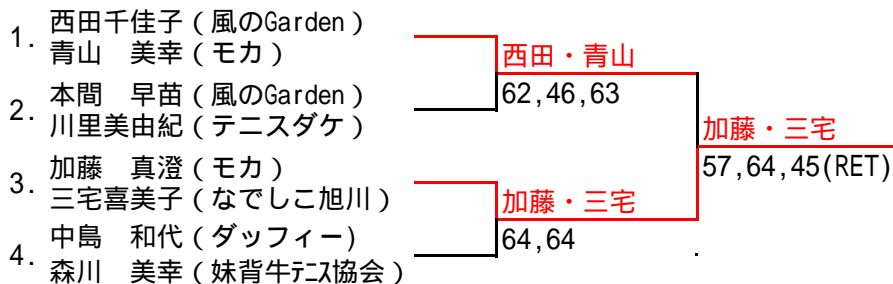 1. 西田千佳子（風のGarden）
青山　美幸（モカ）
西田・青山
62,46,63
2. 本間　早苗（風のGarden）
川里美由紀（テニスダケ）
加藤・三宅
57,64,45(RET)
3. 加藤　真澄（モカ）
三宅喜美子（なでしこ旭川）
加藤・三宅
64,64
4. 中島　和代（ダッフィー)
森川　美幸（妹背牛テニス協会）